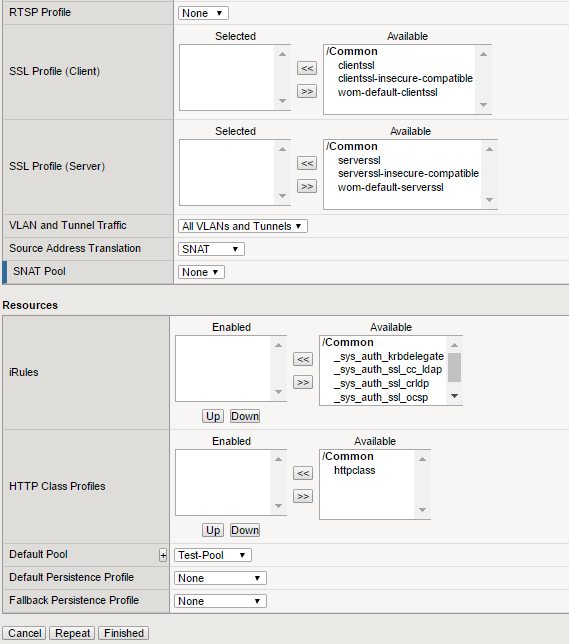 RTSP Profile None
Selected Available
SSL Profile (Client) << >> /Common
clientssl
clientssl-insecure-compatible
wom-default-clientssl
Selected Available
SSL Profile (Server) << >> /Common
serverssl
serverssl-insecure-compatible
wom-default-serverssl
VLAN and Tunnel Traffic All VLANs and Tunnels
Source Address Translation SNAT
SNAT Pool None
Resources
Enabled Available
iRules << >> /Common
_sys_auth_krbdelegate
_sys_auth_ssl_cc_ldap
_sys_auth_ssl_crldp
_sys_auth_ssl_ocsp
Up Down
Enabled Available
HTTP Class Profiles << >> /Common
httpclass
Up Down
Default Pool + Test-Pool
Default Persistence Profile None
Fallback Persistence Profile None
Cancel Repeat Finished